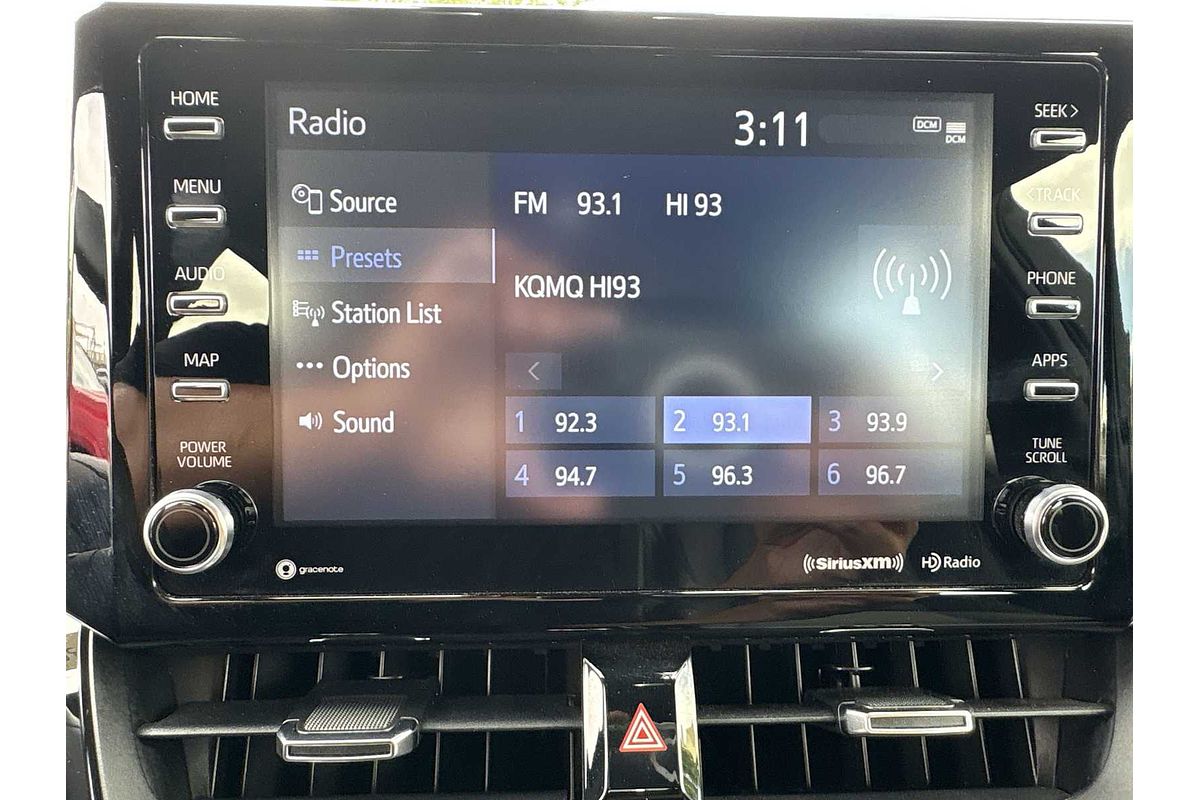 HOME
MENU
AUDIO
MAP
POWER
VOLUME
Radio
3:11
DCM
DCM
Source
Presets
Station List
Options
Sound
FM 93.1 HI 93
KQMQ HI93
1 92.3
2 93.1
3 93.9
4 94.7
5 96.3
6 96.7
SEEK >
< TRACK
PHONE
APPS
TUNE
SCROLL
gracenote
((SiriusXM))
HD Radio